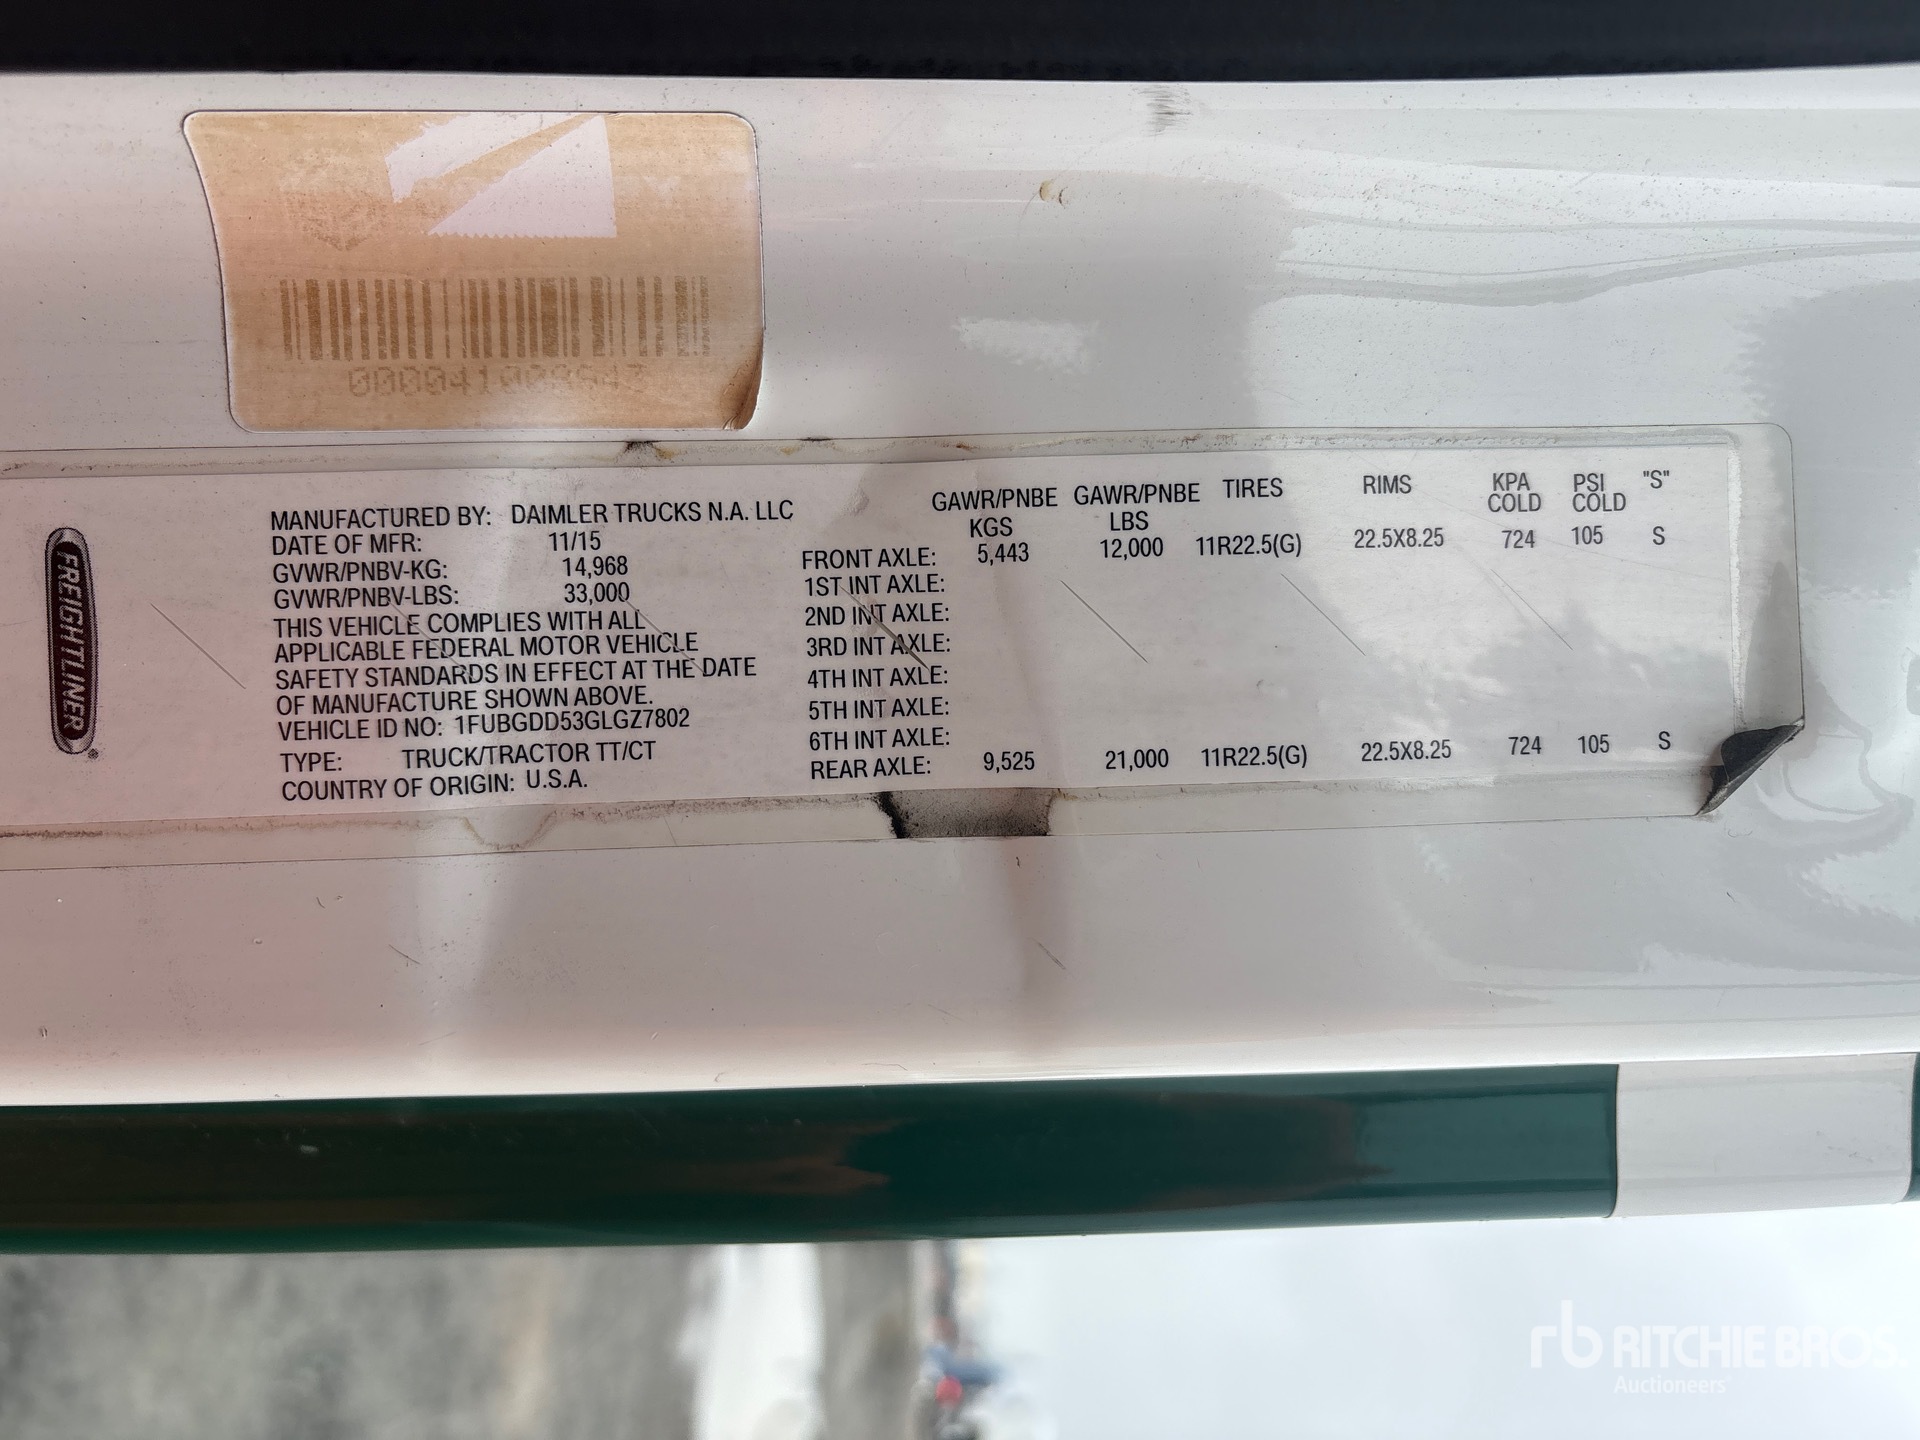 FREIGHTLINER
MANUFACTURED BY: DAIMLER TRUCKS N.A. LLC
DATE OF MFR: 11/15
GVWR/PNBV-KG: 14,968
GVWR/PNBV-LBS: 33,000
THIS VEHICLE COMPLIES WITH ALL
APPLICABLE FEDERAL MOTOR VEHICLE
SAFETY STANDARDS IN EFFECT AT THE DATE
OF MANUFACTURE SHOWN ABOVE.
VEHICLE ID NO: 1FUBGDD53GLGZ7802
TYPE: TRUCK/TRACTOR TT/CT
COUNTRY OF ORIGIN: U.S.A.
GAWR/PNBE GAWR/PNBE TIRES RIMS KPA PSI "S"
KGS LBS COLD COLD
FRONT AXLE: 5,443 12,000 11R22.5(G) 22.5X8.25 724 105 S
1ST INT AXLE:
2ND INT AXLE:
3RD INT AXLE:
4TH INT AXLE:
5TH INT AXLE:
6TH INT AXLE:
REAR AXLE: 9,525 21,000 11R22.5(G) 22.5X8.25 724 105 S
rb RITCHIE BROS.
Auctioneers